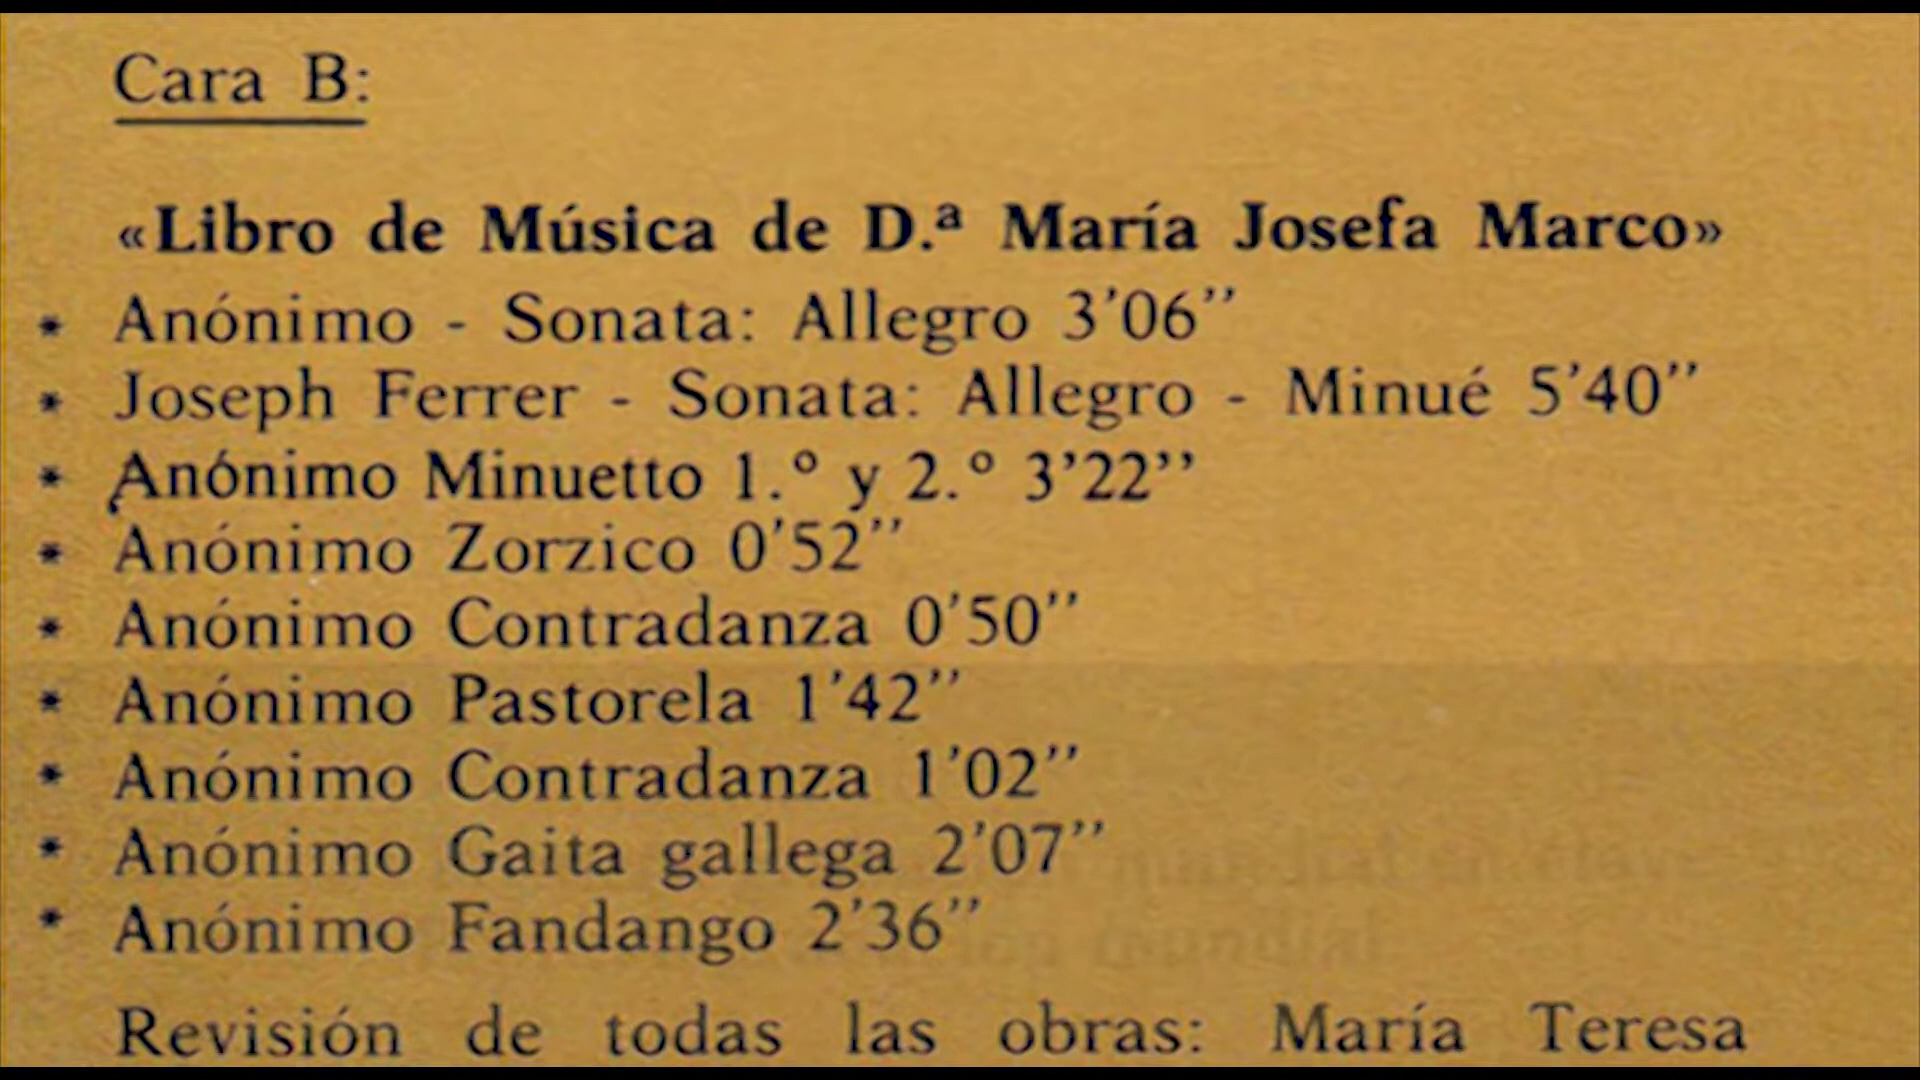 Cara B:
«Libro de Música de D.ª María Josefa Marco»
* Anónimo - Sonata: Allegro 3’06’’
* Joseph Ferrer - Sonata: Allegro - Minué 5’40’’
* Anónimo Minuetto 1.º y 2.º 3’22’’
* Anónimo Zorzico 0’52’’
* Anónimo Contradanza 0’50’’
* Anónimo Pastorela 1’42’’
* Anónimo Contradanza 1’02’’
* Anónimo Gaita gallega 2’07’’
* Anónimo Fandango 2’36’’
Revisión de todas las obras: María Teresa